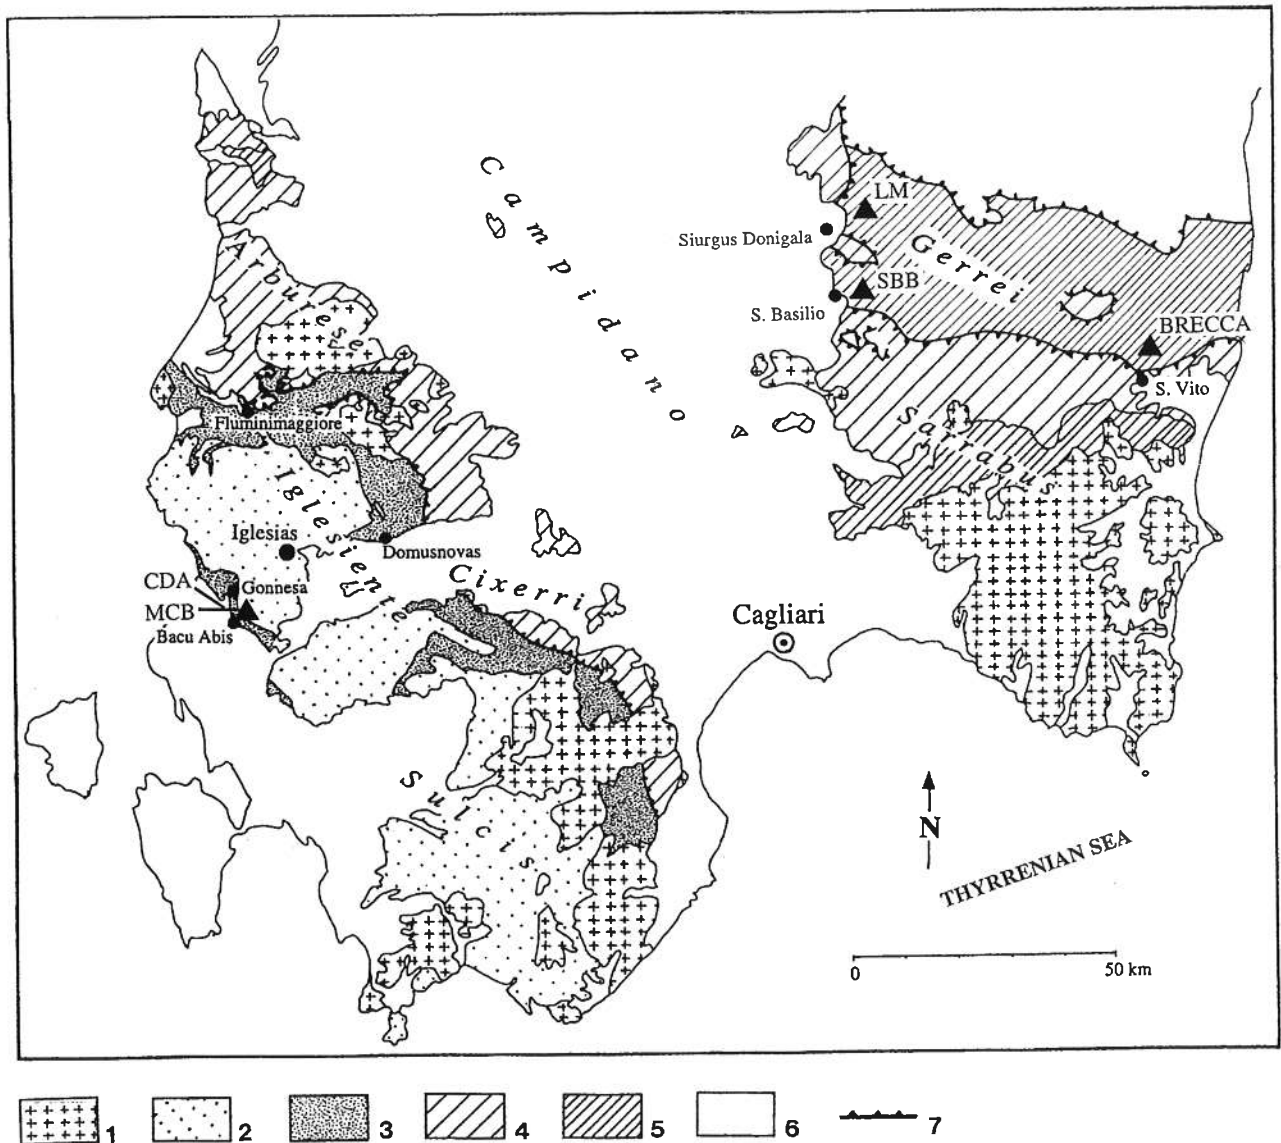 Campidano
LM
Siurgus Donigala
Gerrei
SBB
S. Basilio
BRECCA
S. Vito
Arburese
Fluminimaggiore
Sarrabus
Iglesiente
Iglesias
Domusnovas
CDA
Gonnesa
MCB
Bacu Abis
Cixerri
Cagliari
Sulcis
N
THYRRENIAN SEA
0 50 km
1 2 3 4 5 6 7